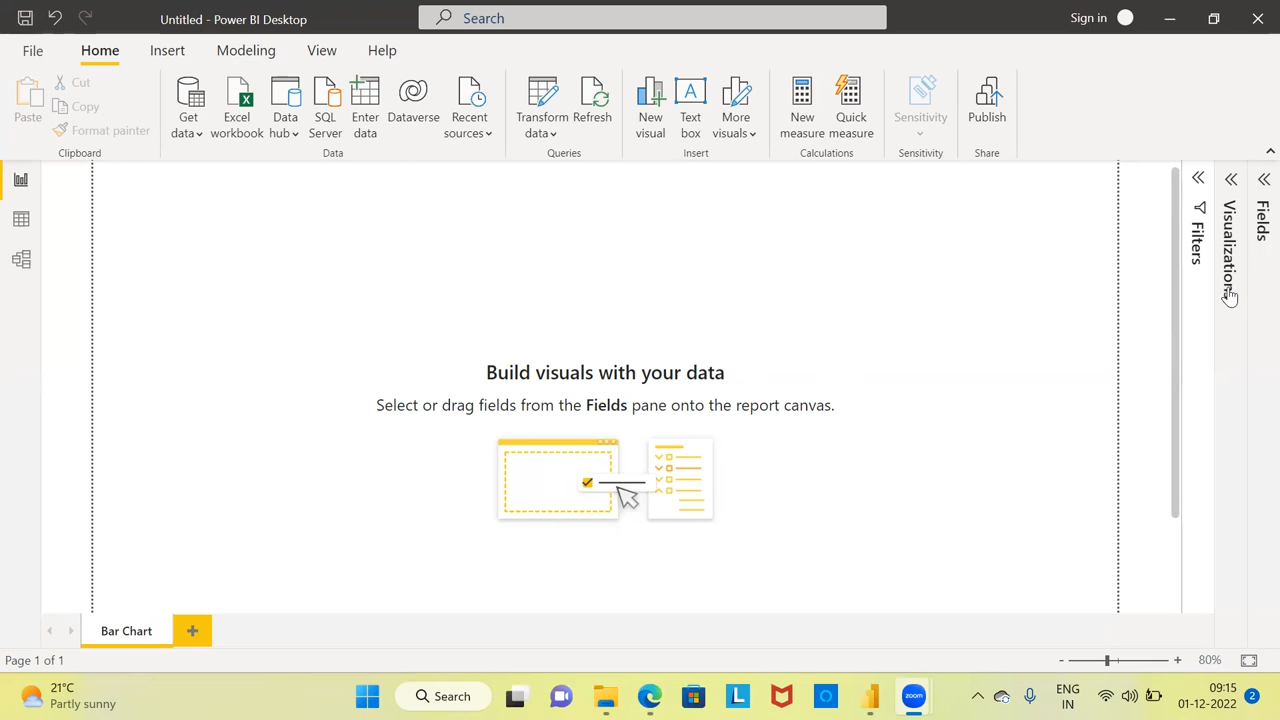 Untitled - Power BI Desktop
Search
Sign in
File
Home
Insert
Modeling
View
Help
Paste
Cut
Copy
Format painter
Clipboard
Get data
Excel workbook
Data hub
SQL Server
Enter data
Dataverse
Recent sources
Data
Transform data
Refresh
Queries
New visual
A
Text box
More visuals
Insert
New measure
Quick measure
Calculations
Sensitivity
Sensitivity
Publish
Share
Filters
Visualizations
Fields
Build visuals with your data
Select or drag fields from the Fields pane onto the report canvas.
Bar Chart
Page 1 of 1
80%
21°C
Partly sunny
Search
L
zoom
ENG
IN
09:15
01-12-2022
2